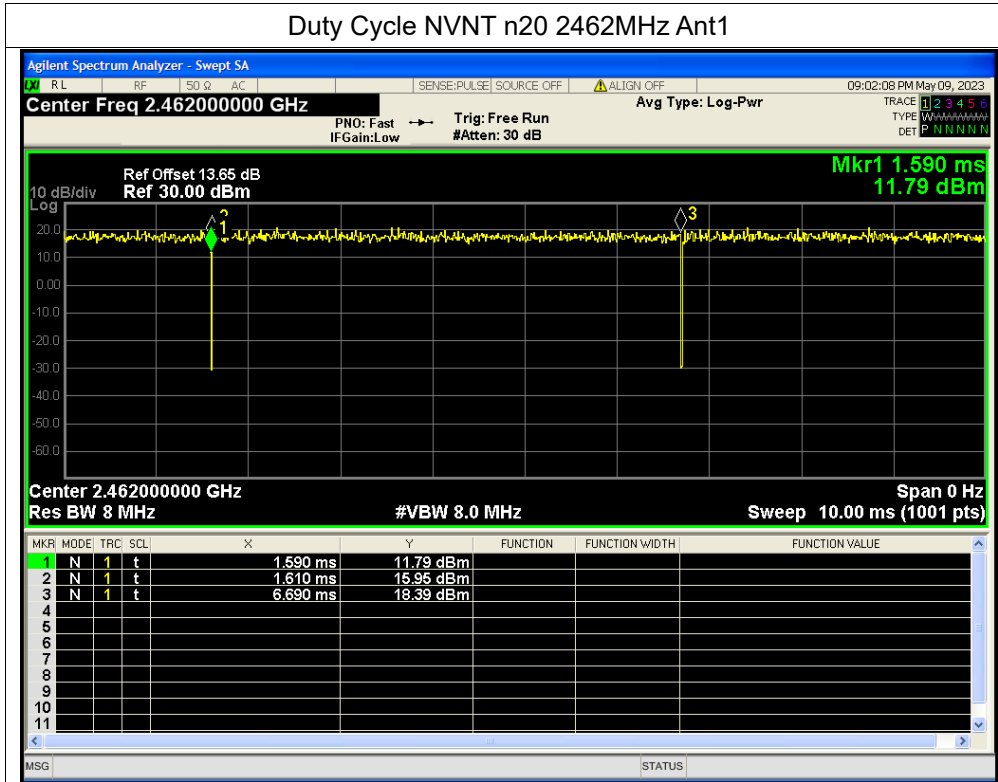 Duty Cycle NVNT n20 2462MHz Ant1
Agilent Spectrum Analyzer - Swept SA
LXI RL RF 50 Ω AC SENSE:PULSE SOURCE OFF ALIGN OFF 09:02:08 PM May 09, 2023
Center Freq 2.462000000 GHz Avg Type: Log-Pwr TRACE 1 2 3 4 5 6
PNO: Fast Trig: Free Run TYPE WWWWWW
IFGain:Low #Atten: 30 dB DET P N N N N N
Mkr1 1.590 ms
Ref Offset 13.65 dB
10 dB/div Ref 30.00 dBm 11.79 dBm
Log
2 3
1
20.0
10.0
0.00
-10.0
-20.0
-30.0
-40.0
-50.0
-60.0
Center 2.462000000 GHz Span 0 Hz
Res BW 8 MHz #VBW 8.0 MHz Sweep 10.00 ms (1001 pts)
MKR MODE TRC SCL X Y FUNCTION FUNCTION WIDTH FUNCTION VALUE
1 N 1 t 1.590 ms 11.79 dBm
2 N 1 t 1.610 ms 15.95 dBm
3 N 1 t 6.690 ms 18.39 dBm
4
5
6
7
8
9
10
11
MSG STATUS